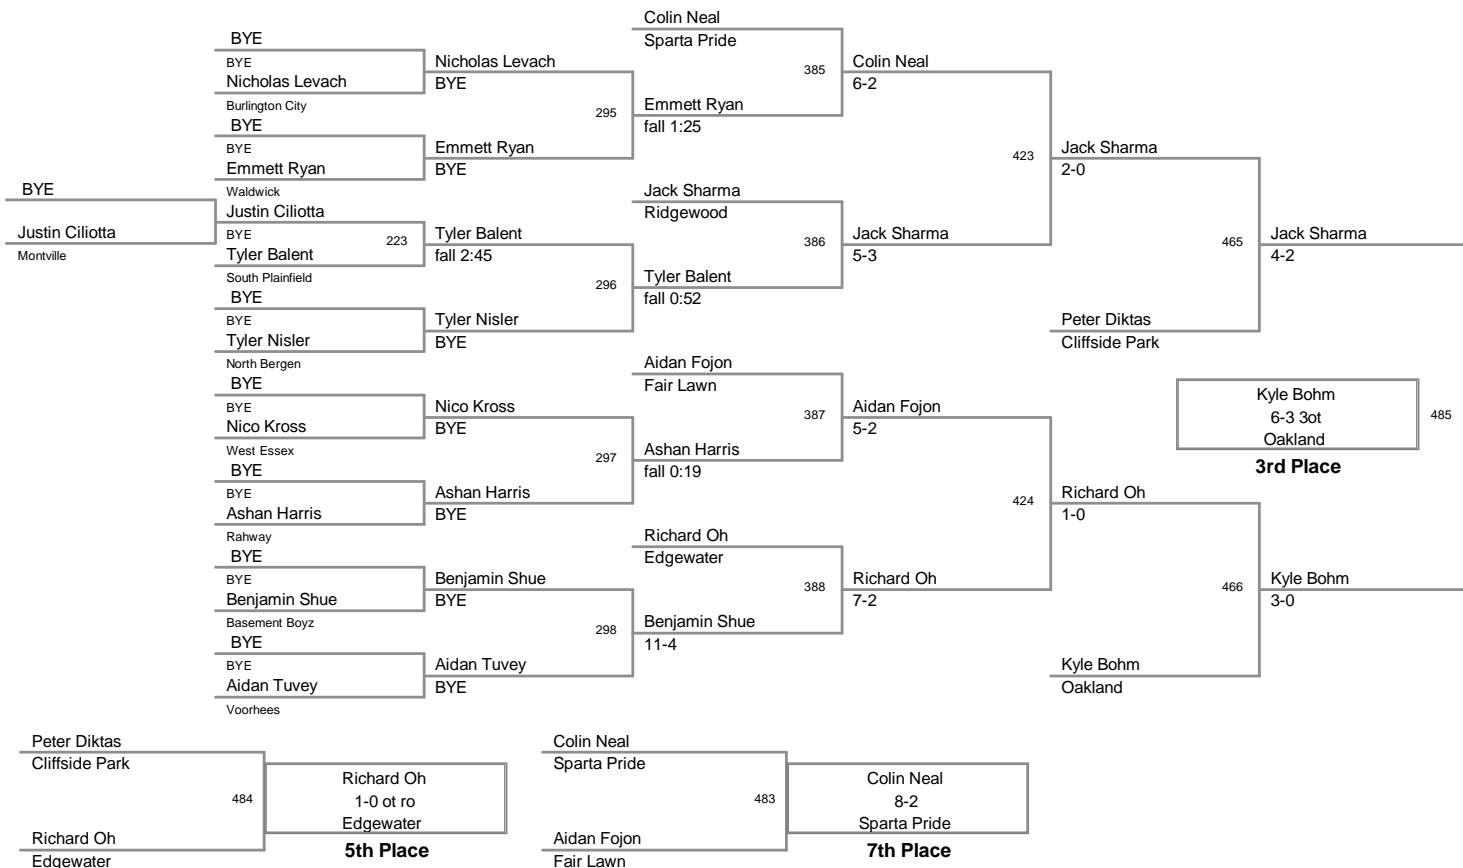 BYE
Justin Ciliotta
Montville
BYE
BYE
Nicholas Levach
Burlington City
BYE
BYE
Emmett Ryan
Waldwick
Justin Ciliotta
BYE
223
Tyler Balent
South Plainfield
BYE
BYE
Tyler Nisler
North Bergen
BYE
BYE
Nico Kross
West Essex
BYE
BYE
Ashan Harris
Rahway
BYE
BYE
Benjamin Shue
Basement Boyz
BYE
BYE
Aidan Tuvey
Voorhees
Nicholas Levach
BYE
295
Emmett Ryan
BYE
Tyler Balent
fall 2:45
296
Tyler Nisler
BYE
Nico Kross
BYE
297
Ashan Harris
BYE
Benjamin Shue
BYE
298
Aidan Tuvey
BYE
Colin Neal
Sparta Pride
385
Emmett Ryan
fall 1:25
Jack Sharma
Ridgewood
386
Tyler Balent
fall 0:52
Aidan Fojon
Fair Lawn
387
Ashan Harris
fall 0:19
Richard Oh
Edgewater
388
Benjamin Shue
11-4
Colin Neal
6-2
423
Jack Sharma
5-3
Aidan Fojon
5-2
424
Richard Oh
7-2
Jack Sharma
2-0
465
Peter Diktas
Cliffside Park
Richard Oh
1-0
466
Kyle Bohm
Oakland
Jack Sharma
4-2
Kyle Bohm
6-3 3ot
Oakland
485
3rd Place
Kyle Bohm
3-0
Peter Diktas
Cliffside Park
484
Richard Oh
Edgewater
Richard Oh
1-0 ot ro
Edgewater
5th Place
Colin Neal
Sparta Pride
483
Aidan Fojon
Fair Lawn
Colin Neal
8-2
Sparta Pride
7th Place